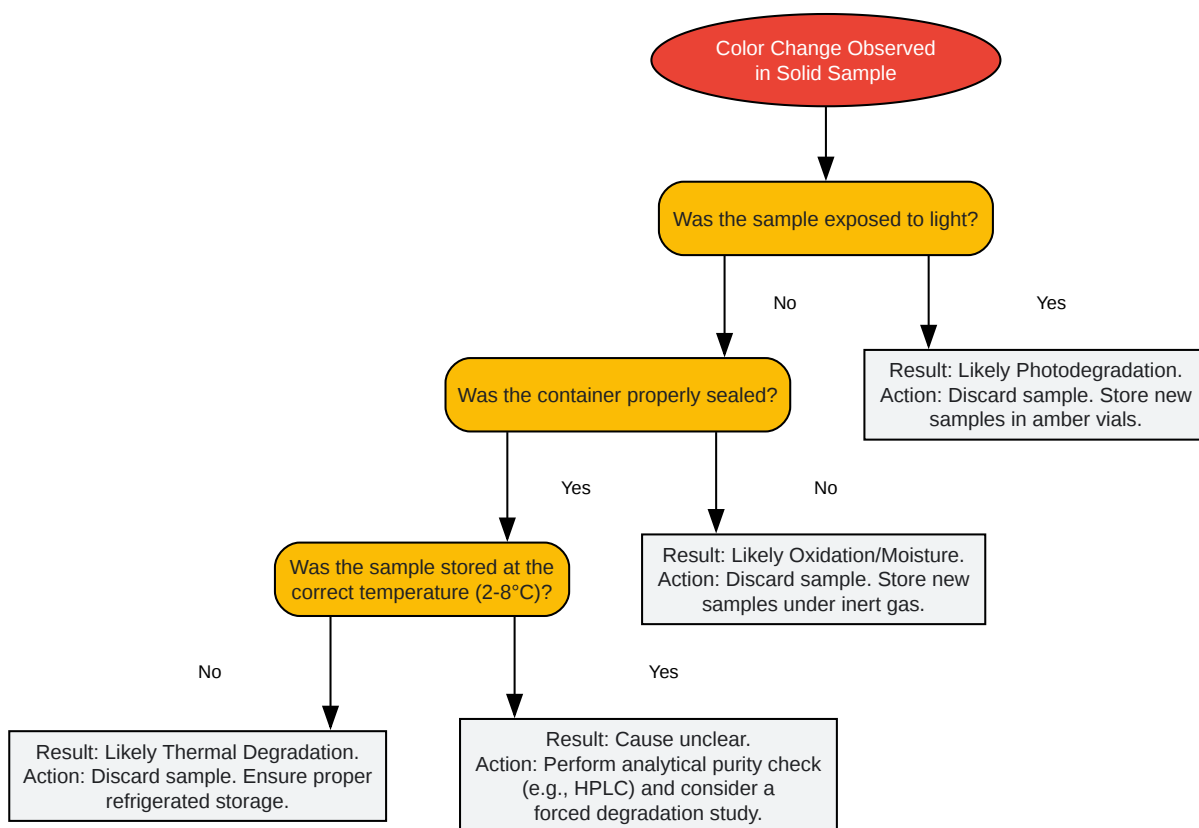 Color Change Observed
in Solid Sample
Was the sample exposed to light?
No
Yes
Result: Likely Photodegradation.
Action: Discard sample. Store new
samples in amber vials.
Was the container properly sealed?
Yes
No
Result: Likely Oxidation/Moisture.
Action: Discard sample. Store new
samples under inert gas.
Was the sample stored at the
correct temperature (2-8°C)?
No
Yes
Result: Likely Thermal Degradation.
Action: Discard sample. Ensure proper
refrigerated storage.
Result: Cause unclear.
Action: Perform analytical purity check
(e.g., HPLC) and consider a
forced degradation study.